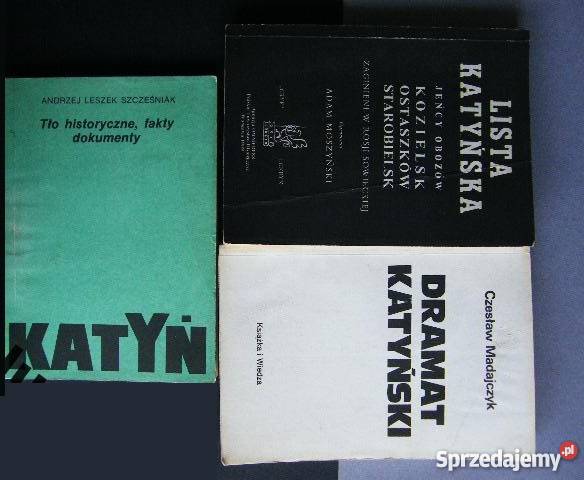 ANDRZEJ LESZEK SZCZEŚNIAK
Tło historyczne, fakty
dokumenty
KATYŃ
LISTA
KATYŃSKA
JEŃCY OBOZÓW
KOZIELSK
OSTASZKÓW
STAROBIELSK
ZAGINIENI W ROSJI SOWIECKIEJ
ADAM MOSZYŃSKI
Czesław Madajczyk
DRAMAT
KATYŃSKI
Książka i Wiedza
Sprzedajemy.pl